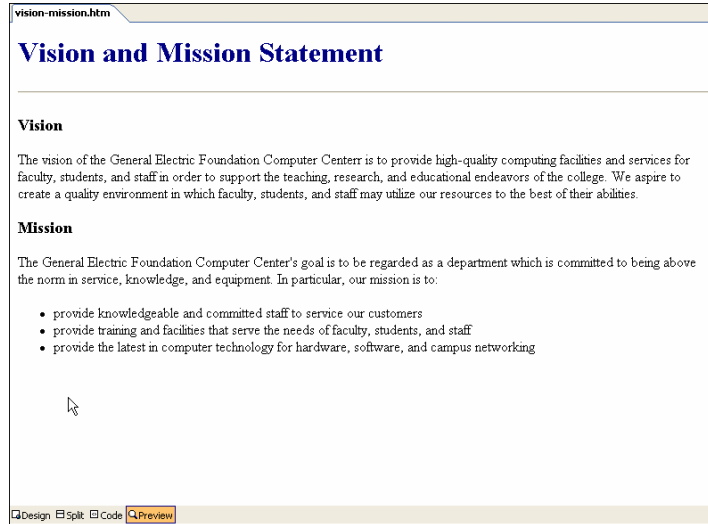 vision-mission.htm
Vision and Mission Statement
Vision
The vision of the General Electric Foundation Computer Centerr is to provide high-quality computing facilities and services for
faculty, students, and staff in order to support the teaching, research, and educational endeavors of the college. We aspire to
create a quality environment in which faculty, students, and staff may utilize our resources to the best of their abilities.
Mission
The General Electric Foundation Computer Center's goal is to be regarded as a department which is committed to being above
the norm in service, knowledge, and equipment. In particular, our mission is to:
• provide knowledgeable and committed staff to service our customers
• provide training and facilities that serve the needs of faculty, students, and staff
• provide the latest in computer technology for hardware, software, and campus networking
Design Split Code Preview